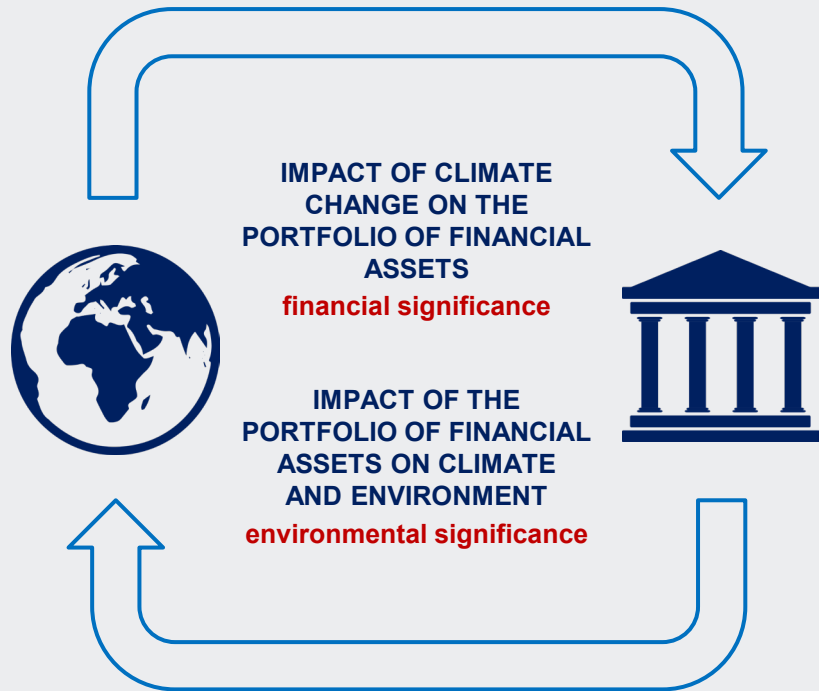 IMPACT OF CLIMATE
CHANGE ON THE
PORTFOLIO OF FINANCIAL
ASSETS
financial significance
IMPACT OF THE
PORTFOLIO OF FINANCIAL
ASSETS ON CLIMATE
AND ENVIRONMENT
environmental significance